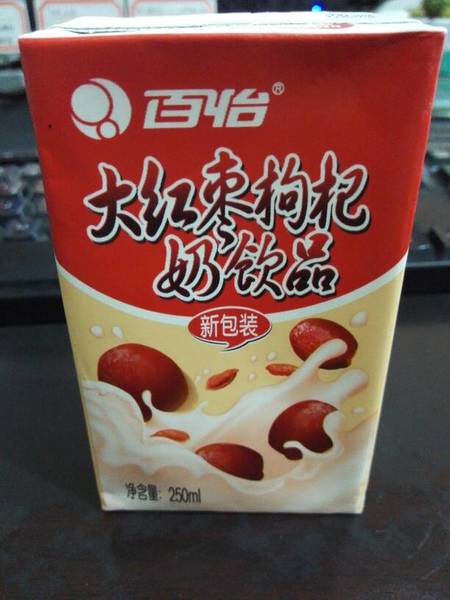 百怡®
大红枣枸杞
奶饮品
新包装
净含量: 250ml